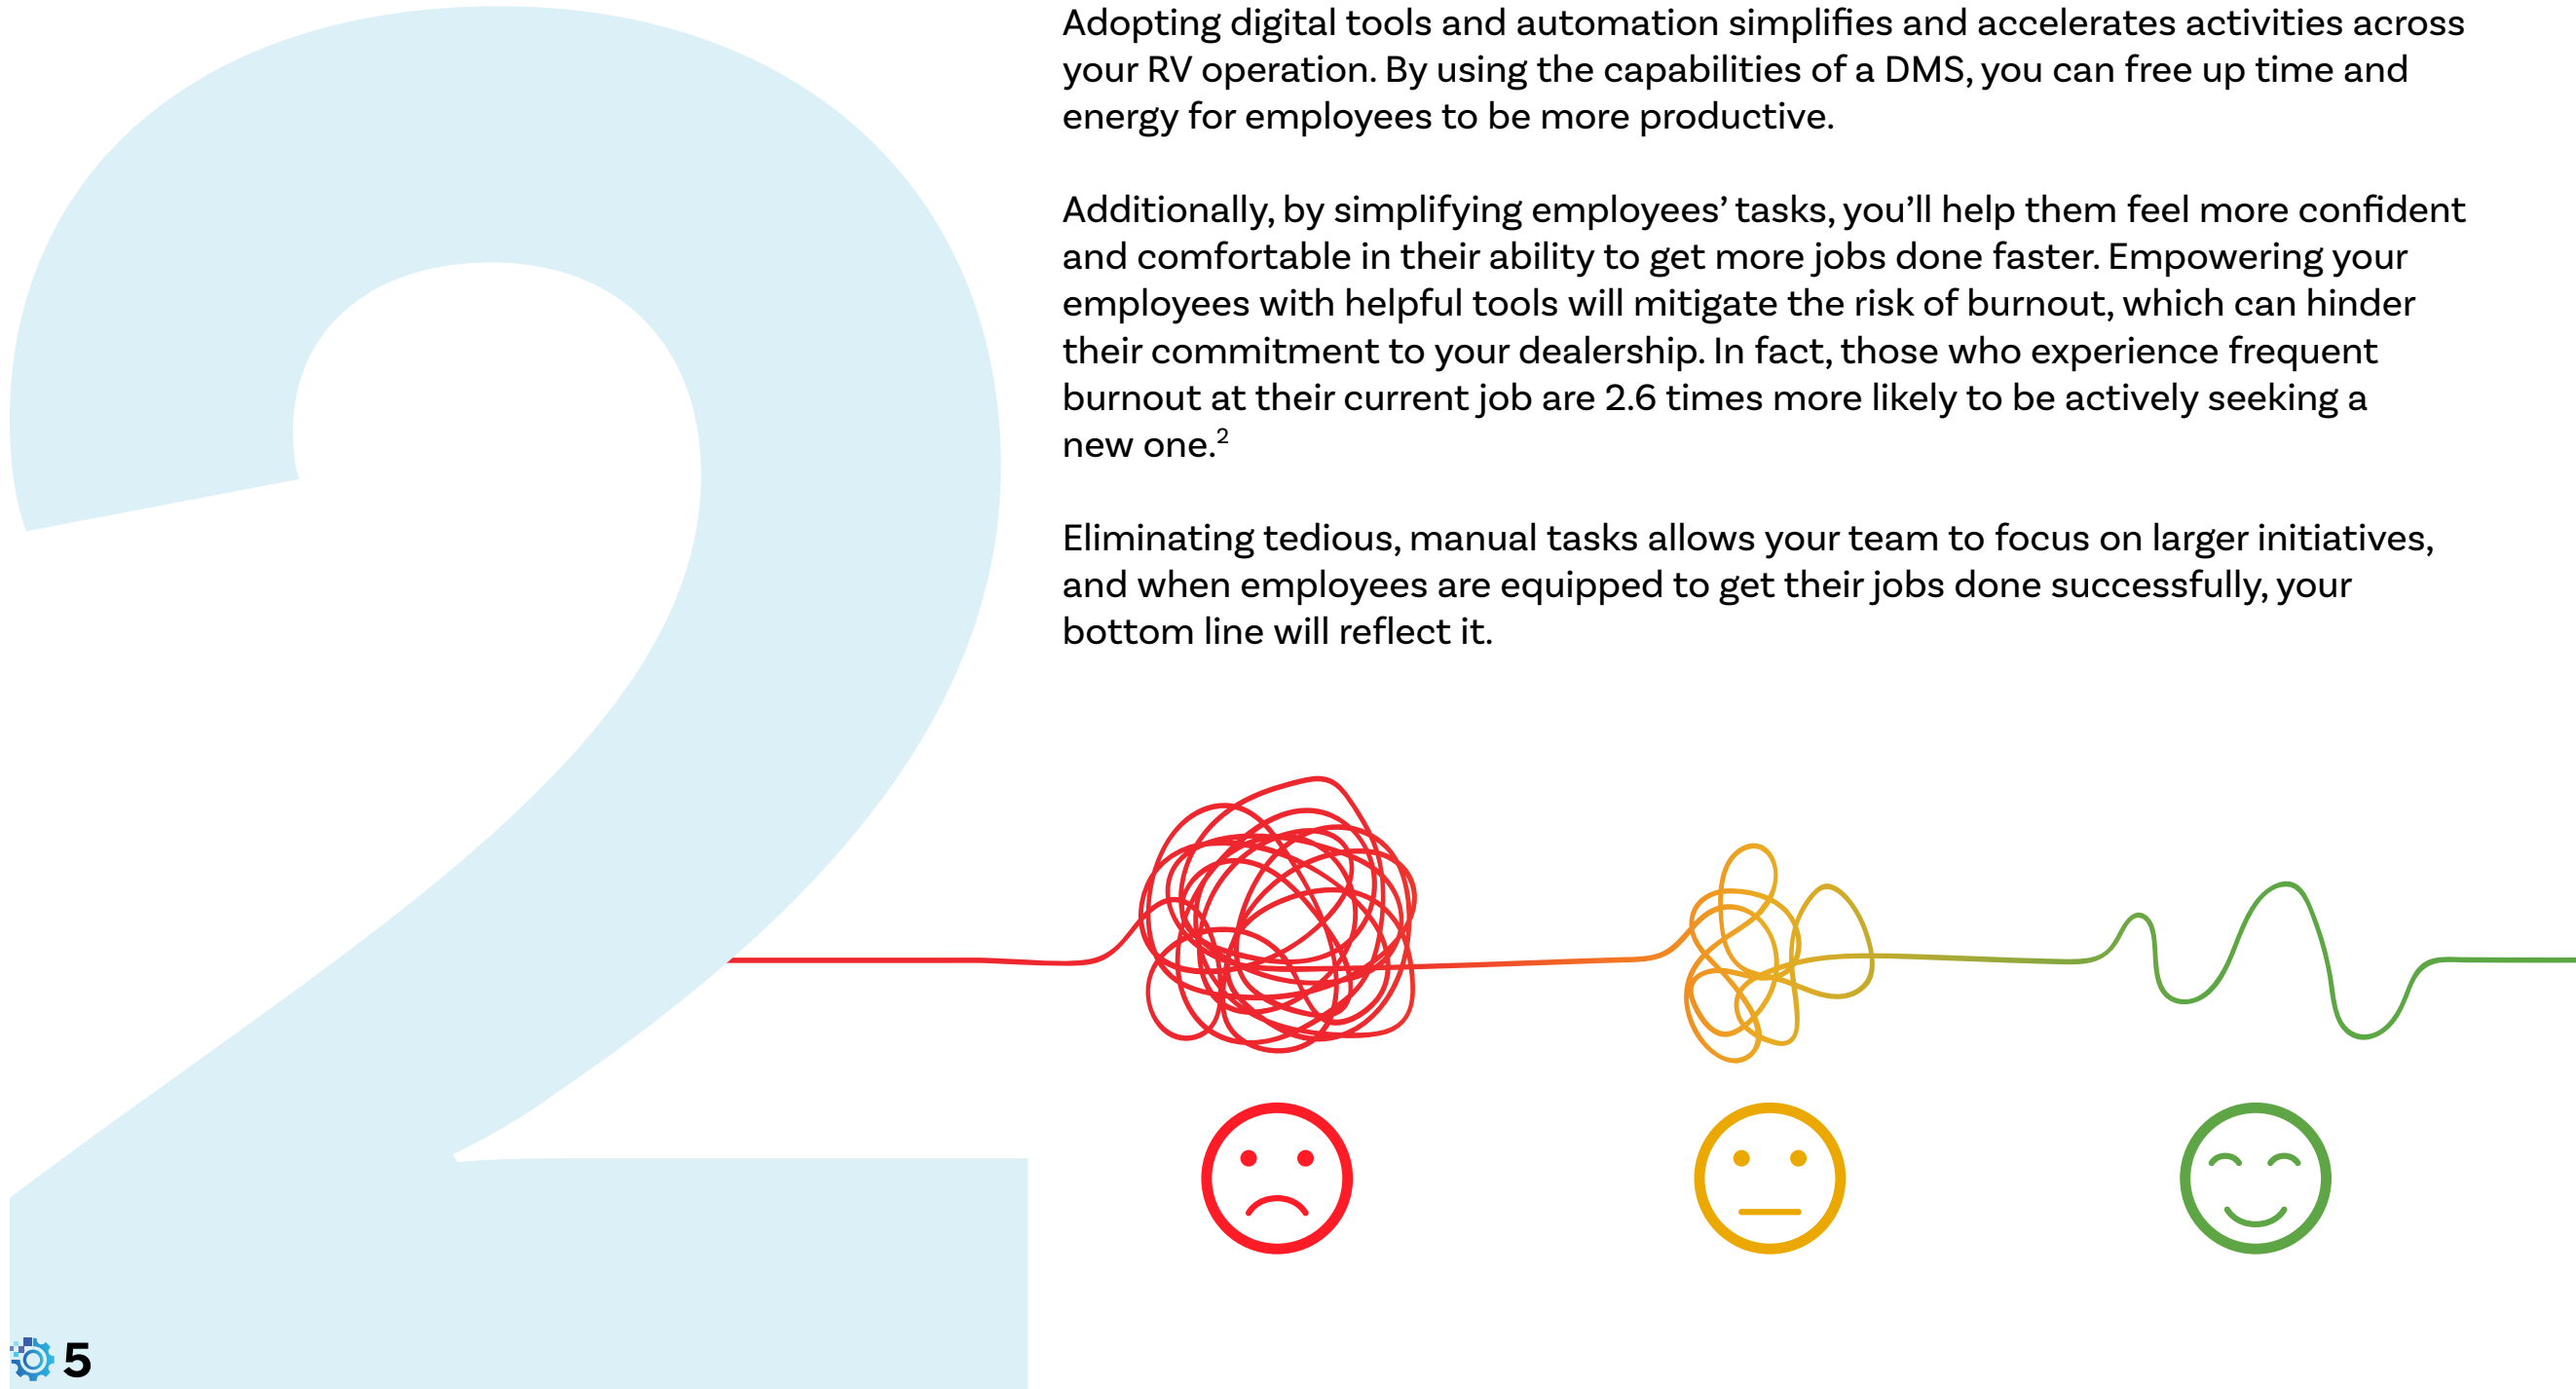 2
Adopting digital tools and automation simplifies and accelerates activities across
your RV operation. By using the capabilities of a DMS, you can free up time and
energy for employees to be more productive.
Additionally, by simplifying employees’ tasks, you’ll help them feel more confident
and comfortable in their ability to get more jobs done faster. Empowering your
employees with helpful tools will mitigate the risk of burnout, which can hinder
their commitment to your dealership. In fact, those who experience frequent
burnout at their current job are 2.6 times more likely to be actively seeking a
new one.²
Eliminating tedious, manual tasks allows your team to focus on larger initiatives,
and when employees are equipped to get their jobs done successfully, your
bottom line will reflect it.
5